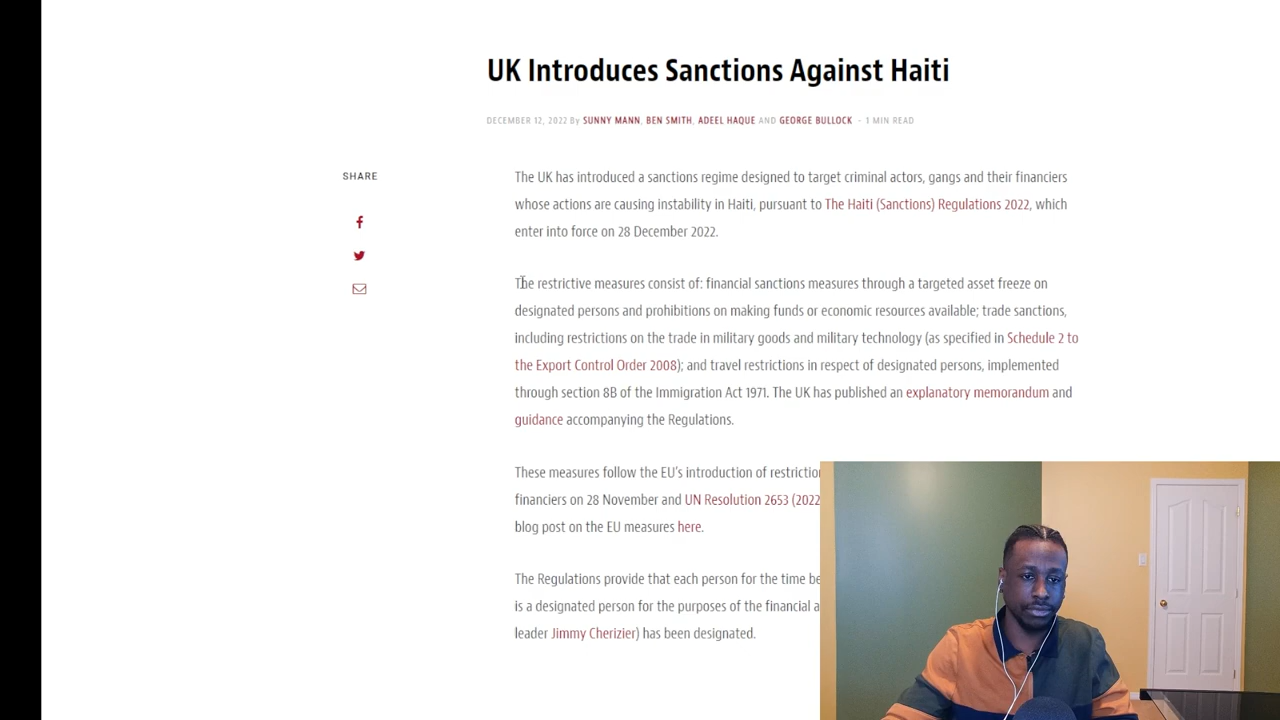 UK Introduces Sanctions Against Haiti
DECEMBER 12, 2022 By SUNNY MANN, BEN SMITH, ADEEL HAQUE AND GEORGE BULLOCK - 1 MIN READ
SHARE
The UK has introduced a sanctions regime designed to target criminal actors, gangs and their financiers
whose actions are causing instability in Haiti, pursuant to The Haiti (Sanctions) Regulations 2022, which
enter into force on 28 December 2022.
The restrictive measures consist of: financial sanctions measures through a targeted asset freeze on
designated persons and prohibitions on making funds or economic resources available; trade sanctions,
including restrictions on the trade in military goods and military technology (as specified in Schedule 2 to
the Export Control Order 2008); and travel restrictions in respect of designated persons, implemented
through section 8B of the Immigration Act 1971. The UK has published an explanatory memorandum and
guidance accompanying the Regulations.
These measures follow the EU's introduction of
financiers on 28 November and UN Resolution 2653 (2022
blog post on the EU measures here.
The Regulations provide that each person for the time
is a designated person for the purposes of the financial
leader Jimmy Cherizier) has been designated.